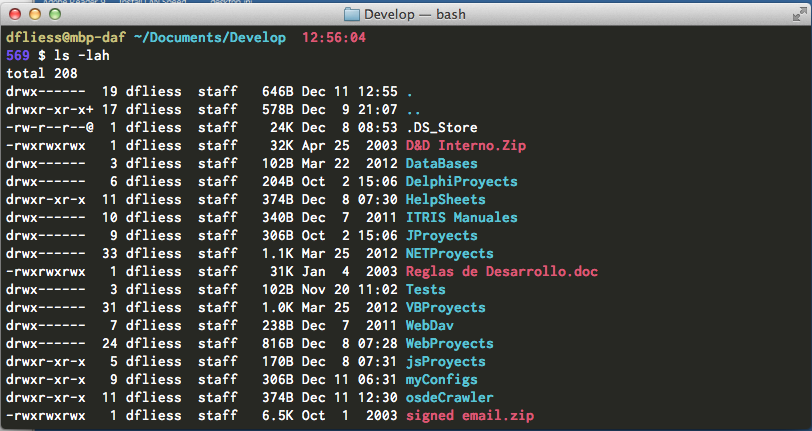 Adobe Reader 9 Install LAN Speed desktop.ini
Develop — bash
dfliess@mbp-daf ~/Documents/Develop 12:56:04
569 $ ls -lah
total 208
drwx------ 19 dfliess staff 646B Dec 11 12:55 .
drwxr-xr-x+ 17 dfliess staff 578B Dec 9 21:07 ..
-rw-r--r--@ 1 dfliess staff 24K Dec 8 08:53 .DS_Store
-rwxrwxrwx 1 dfliess staff 32K Apr 25 2003 D&D Interno.Zip
drwx------ 3 dfliess staff 102B Mar 22 2012 DataBases
drwx------ 6 dfliess staff 204B Oct 2 15:06 DelphiProyects
drwxr-xr-x 11 dfliess staff 374B Dec 8 07:30 HelpSheets
drwx------ 10 dfliess staff 340B Dec 7 2011 ITRIS Manuales
drwx------ 9 dfliess staff 306B Oct 2 15:06 JProyects
drwx------ 33 dfliess staff 1.1K Mar 25 2012 NETProyects
-rwxrwxrwx 1 dfliess staff 31K Jan 4 2003 Reglas de Desarrollo.doc
drwx------ 3 dfliess staff 102B Nov 20 11:02 Tests
drwx------ 31 dfliess staff 1.0K Mar 25 2012 VBProyects
drwx------ 7 dfliess staff 238B Dec 7 2011 WebDav
drwx------ 24 dfliess staff 816B Dec 8 07:28 WebProyects
drwxr-xr-x 5 dfliess staff 170B Dec 8 07:31 jsProyects
drwxr-xr-x 9 dfliess staff 306B Dec 11 06:31 myConfigs
drwxr-xr-x 11 dfliess staff 374B Dec 11 12:30 osdeCrawler
-rwxrwxrwx 1 dfliess staff 6.5K Oct 1 2003 signed email.zip